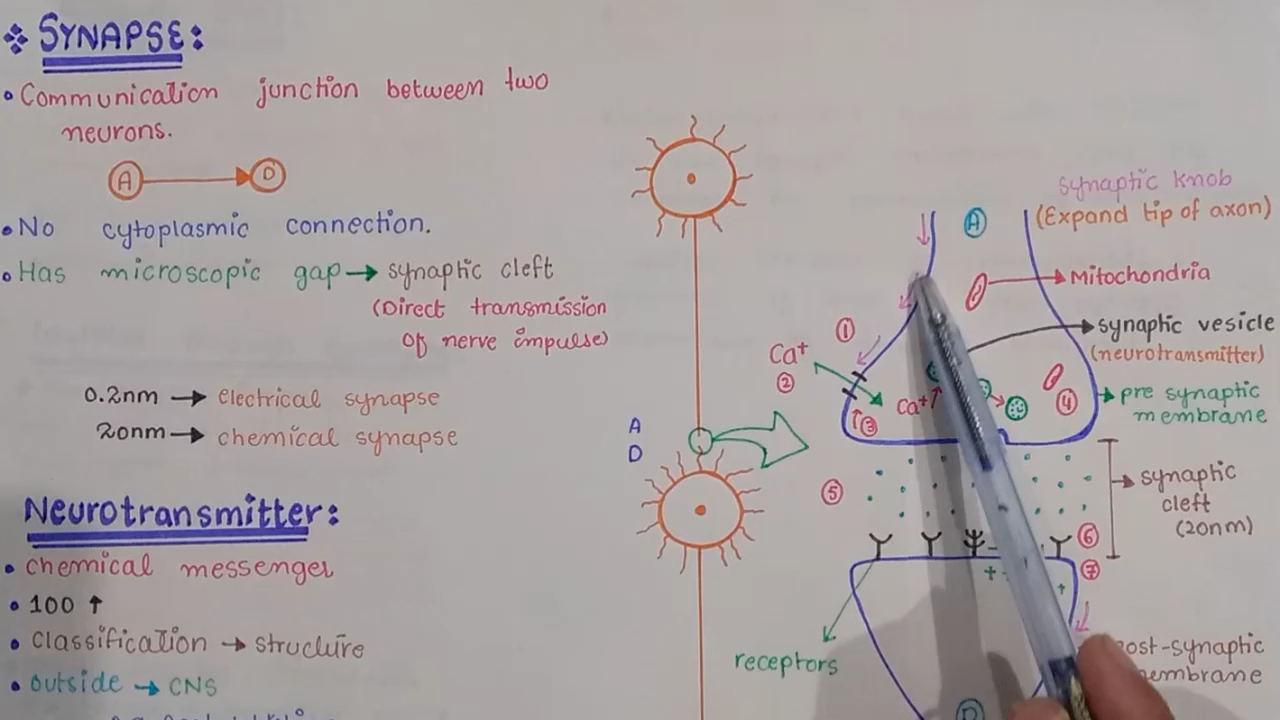 ❖ SYNAPSE:
• Communication junction between two
neurons.
A → D
• No cytoplasmic connection.
• Has microscopic gap → synaptic cleft
(Direct transmission
of nerve impulse)
0.2nm → electrical synapse
20nm → chemical synapse
Neurotransmitter:
• chemical messenger
• 100 ↑
• Classification → structure
• outside → CNS
A
D
synaptic knob
(Expand tip of axon)
A
Mitochondria
synaptic vesicle
(neurotransmitter)
pre synaptic
membrane
①
Ca⁺
②
Ca⁺↑
↑③
④
synaptic
cleft
(20nm)
⑤
⑥
⑦
receptors
post-synaptic
membrane
D